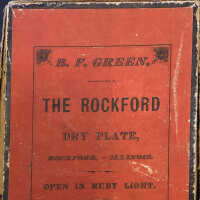 B. F. GREEN.
THE ROCKFORD
DRY PLATE,
ROCKFORD, - ILLINOIS.
OPEN IN RUBY LIGHT.